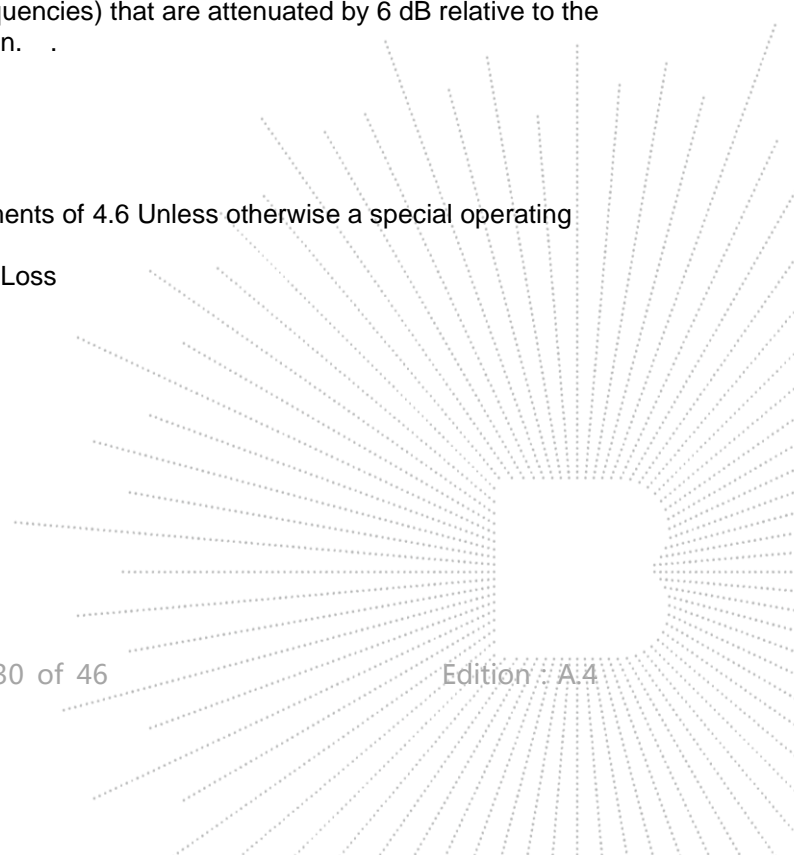 quencies) that are attenuated by 6 dB relative to the
n. .
nents of 4.6 Unless otherwise a special operating
Loss
30 of 46 Edition : A.4